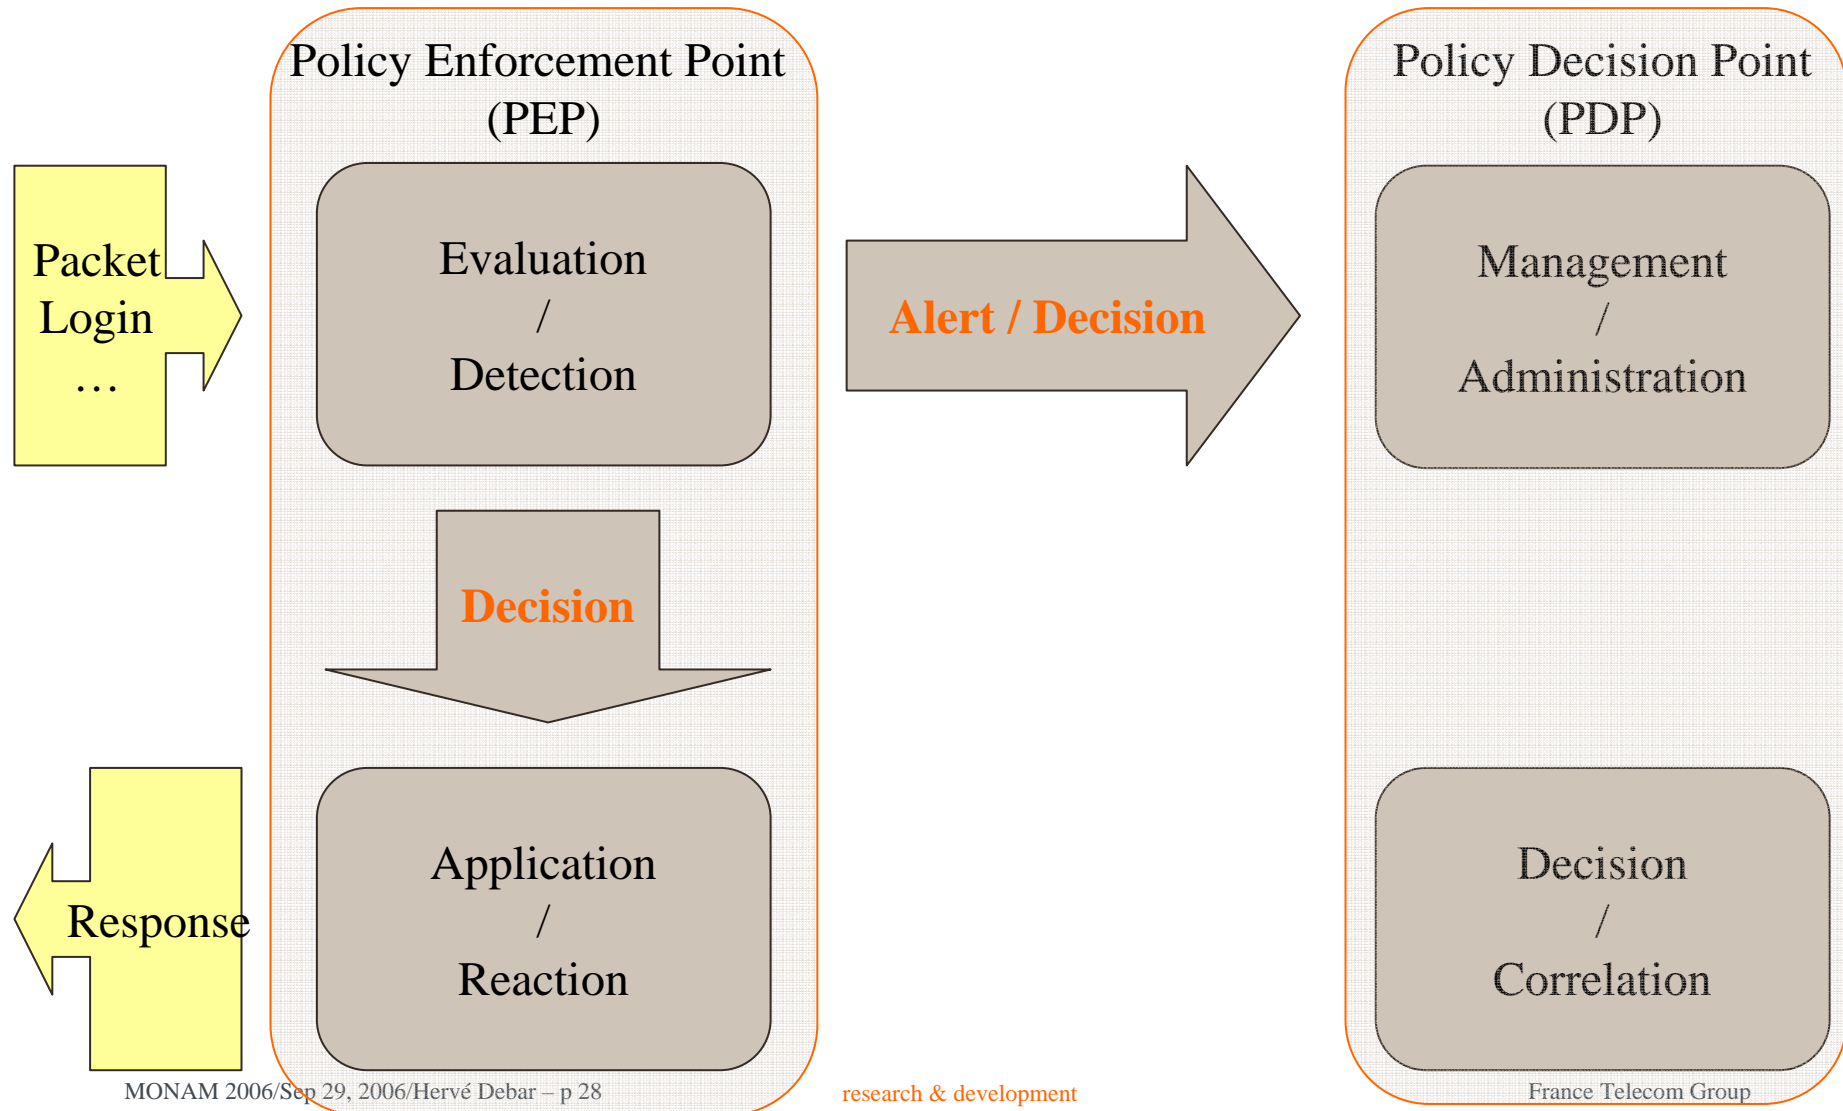 Policy Enforcement Point
(PEP)
Policy Decision Point
(PDP)
Packet
Login
…
Evaluation
/
Detection
Alert / Decision
Management
/
Administration
Decision
Response
Application
/
Reaction
Decision
/
Correlation
MONAM 2006/Sep 29, 2006/Hervé Debar – p 28
research & development
France Telecom Group